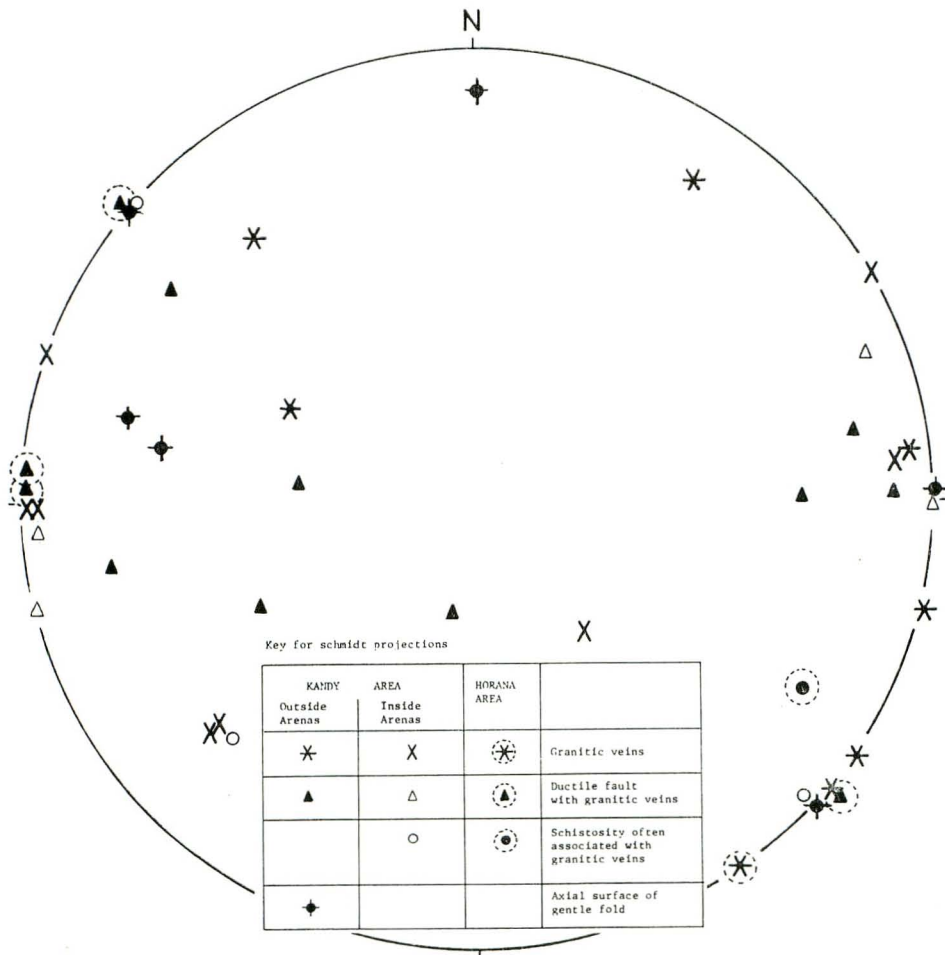 N
Key for schmidt projections
KANDY AREA
HORANA
AREA
Outside
Arenas
Inside
Arenas
Granitic veins
Ductile fault
with granitic veins
Schistosity often
associated with
granitic veins
Axial surface of
gentle fold